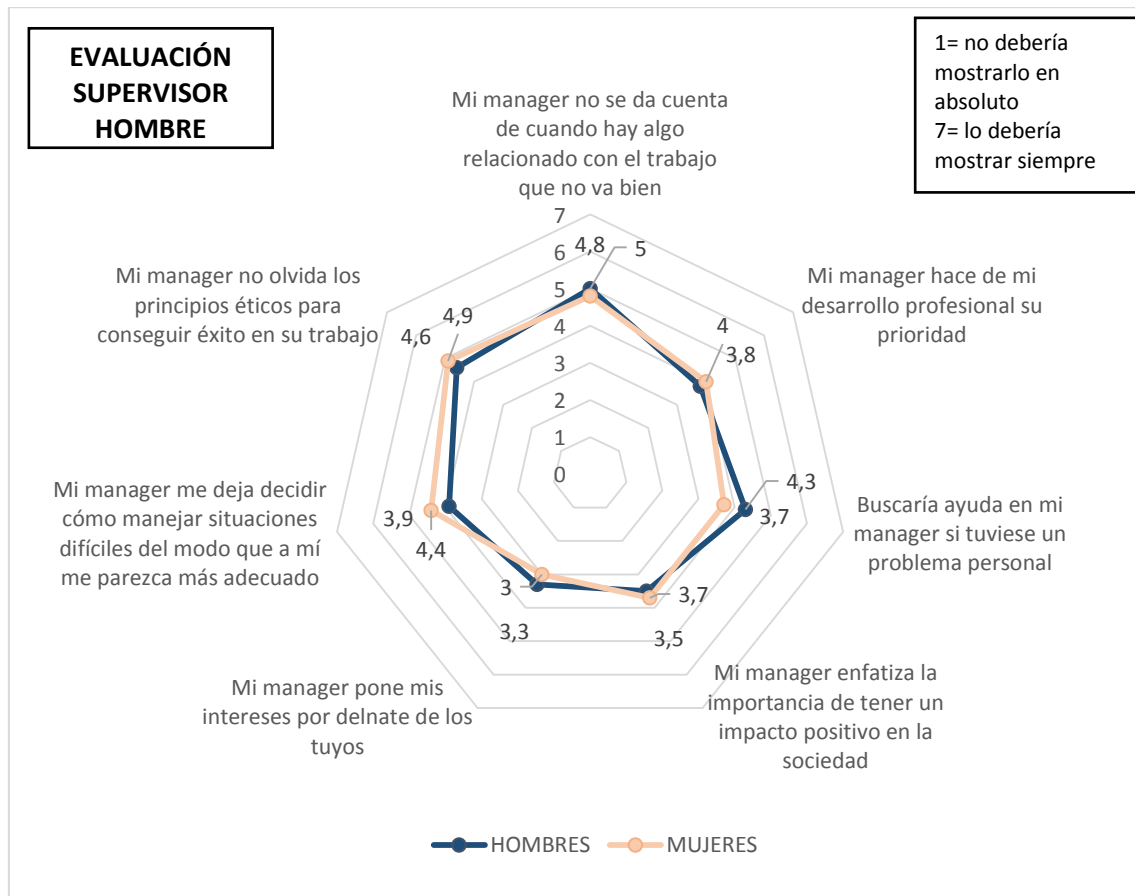 EVALUACIÓN
SUPERVISOR
HOMBRE
1= no debería
mostrarlo en
absoluto
7= lo debería
mostrar siempre
Mi manager no se da cuenta
de cuando hay algo
relacionado con el trabajo
que no va bien
Mi manager hace de mi
desarrollo profesional su
prioridad
Buscaría ayuda en mi
manager si tuviese un
problema personal
Mi manager enfatiza la
importancia de tener un
impacto positivo en la
sociedad
Mi manager pone mis
intereses por delnate de los
tuyos
Mi manager me deja decidir
cómo manejar situaciones
difíciles del modo que a mí
me parezca más adecuado
Mi manager no olvida los
principios éticos para
conseguir éxito en su trabajo
7
6
5
4
3
2
1
0
4,8
5
4
3,8
4,3
3,7
3,7
3,5
3
3,3
3,9
4,4
4,6
4,9
HOMBRES
MUJERES